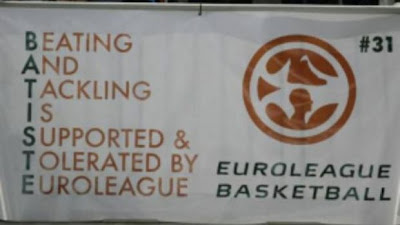 BEATING
AND
TACKLING
IS
SUPPORTED &
TOLERATED BY
EUROLEAGUE
#31
EUROLEAGUE
BASKETBALL